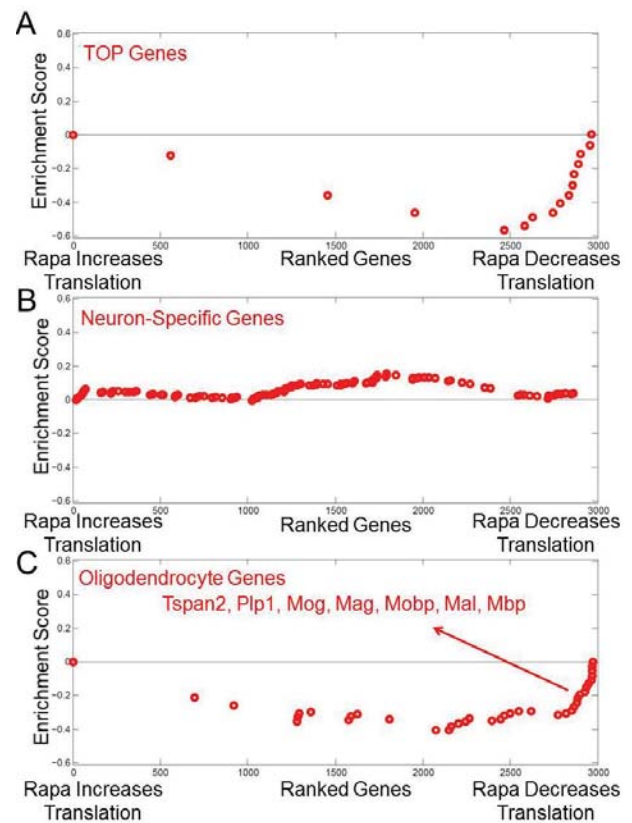 A
TOP Genes
Enrichment Score
0.6
0.4
0.2
0
−0.2
−0.4
−0.6
0 500 1000 1500 2000 2500 3000
Rapa Increases Translation
Ranked Genes
Rapa Decreases Translation
B
Neuron-Specific Genes
Enrichment Score
0.6
0.4
0.2
0
−0.2
−0.4
−0.6
0 500 1000 1500 2000 2500 3000
Rapa Increases Translation
Ranked Genes
Rapa Decreases Translation
C
Oligodendrocyte Genes
Tspan2, Plp1, Mog, Mag, Mobp, Mal, Mbp
Enrichment Score
0.6
0.4
0.2
0
−0.2
−0.4
−0.6
0 500 1000 1500 2000 2500 3000
Rapa Increases Translation
Ranked Genes
Rapa Decreases Translation